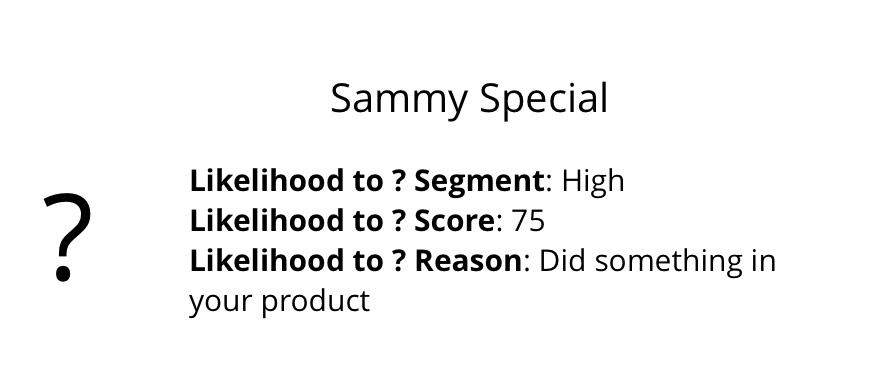 Sammy Special
Likelihood to ? Segment: High
Likelihood to ? Score: 75
?
Likelihood to ? Reason: Did something in
your product